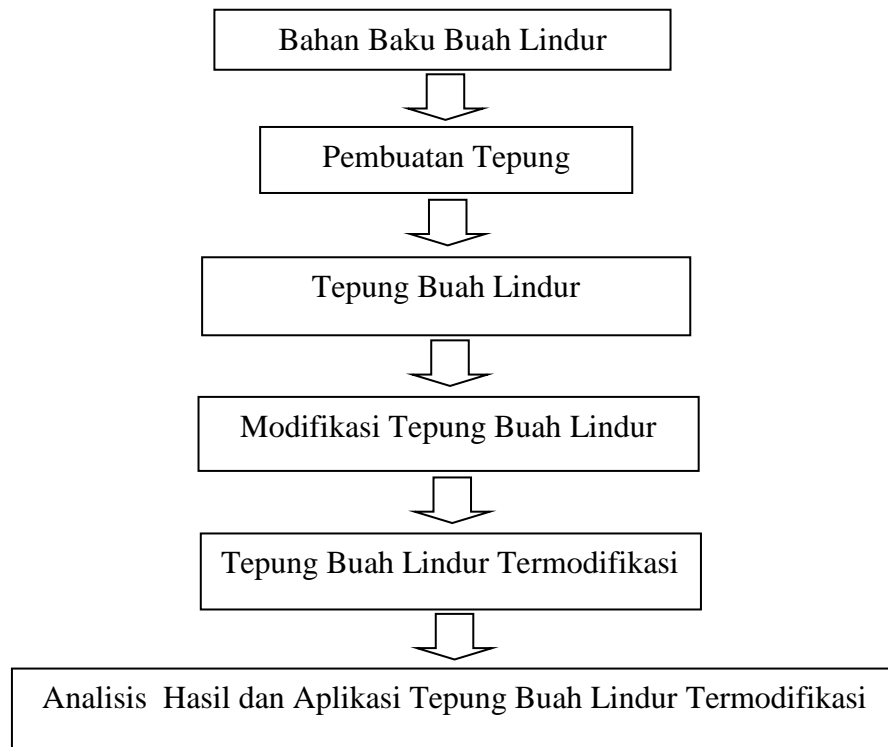 Bahan Baku Buah Lindur
Pembuatan Tepung
Tepung Buah Lindur
Modifikasi Tepung Buah Lindur
Tepung Buah Lindur Termodifikasi
Analisis  Hasil dan Aplikasi Tepung Buah Lindur Termodifikasi